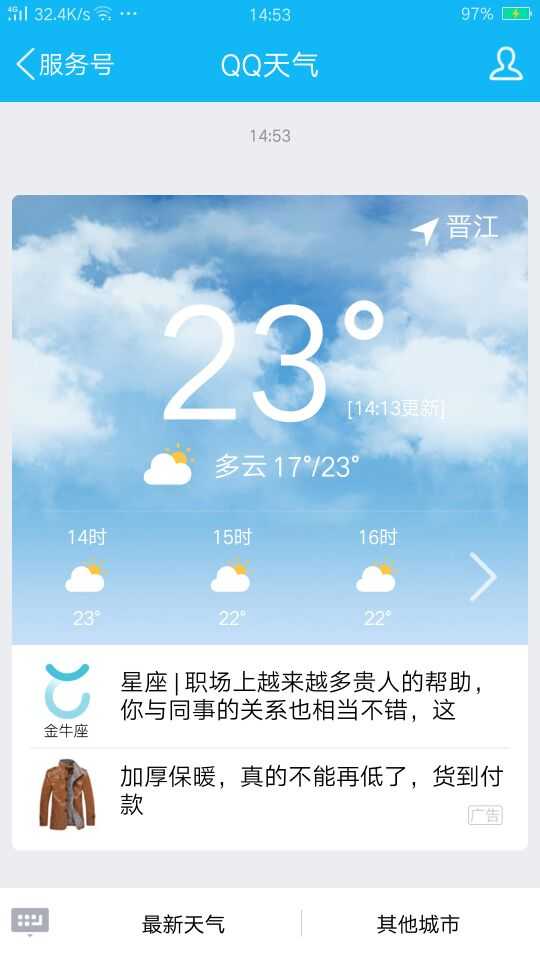 4G 32.4K/s 14:53 97%
服务号 QQ天气
14:53
晋江
23°
[14:13更新]
多云 17°/23°
14时 15时 16时
23° 22° 22°
星座 | 职场上越来越多贵人的帮助，
你与同事的关系也相当不错，这
金牛座
加厚保暖，真的不能再低了，货到付
款
广告
最新天气 其他城市